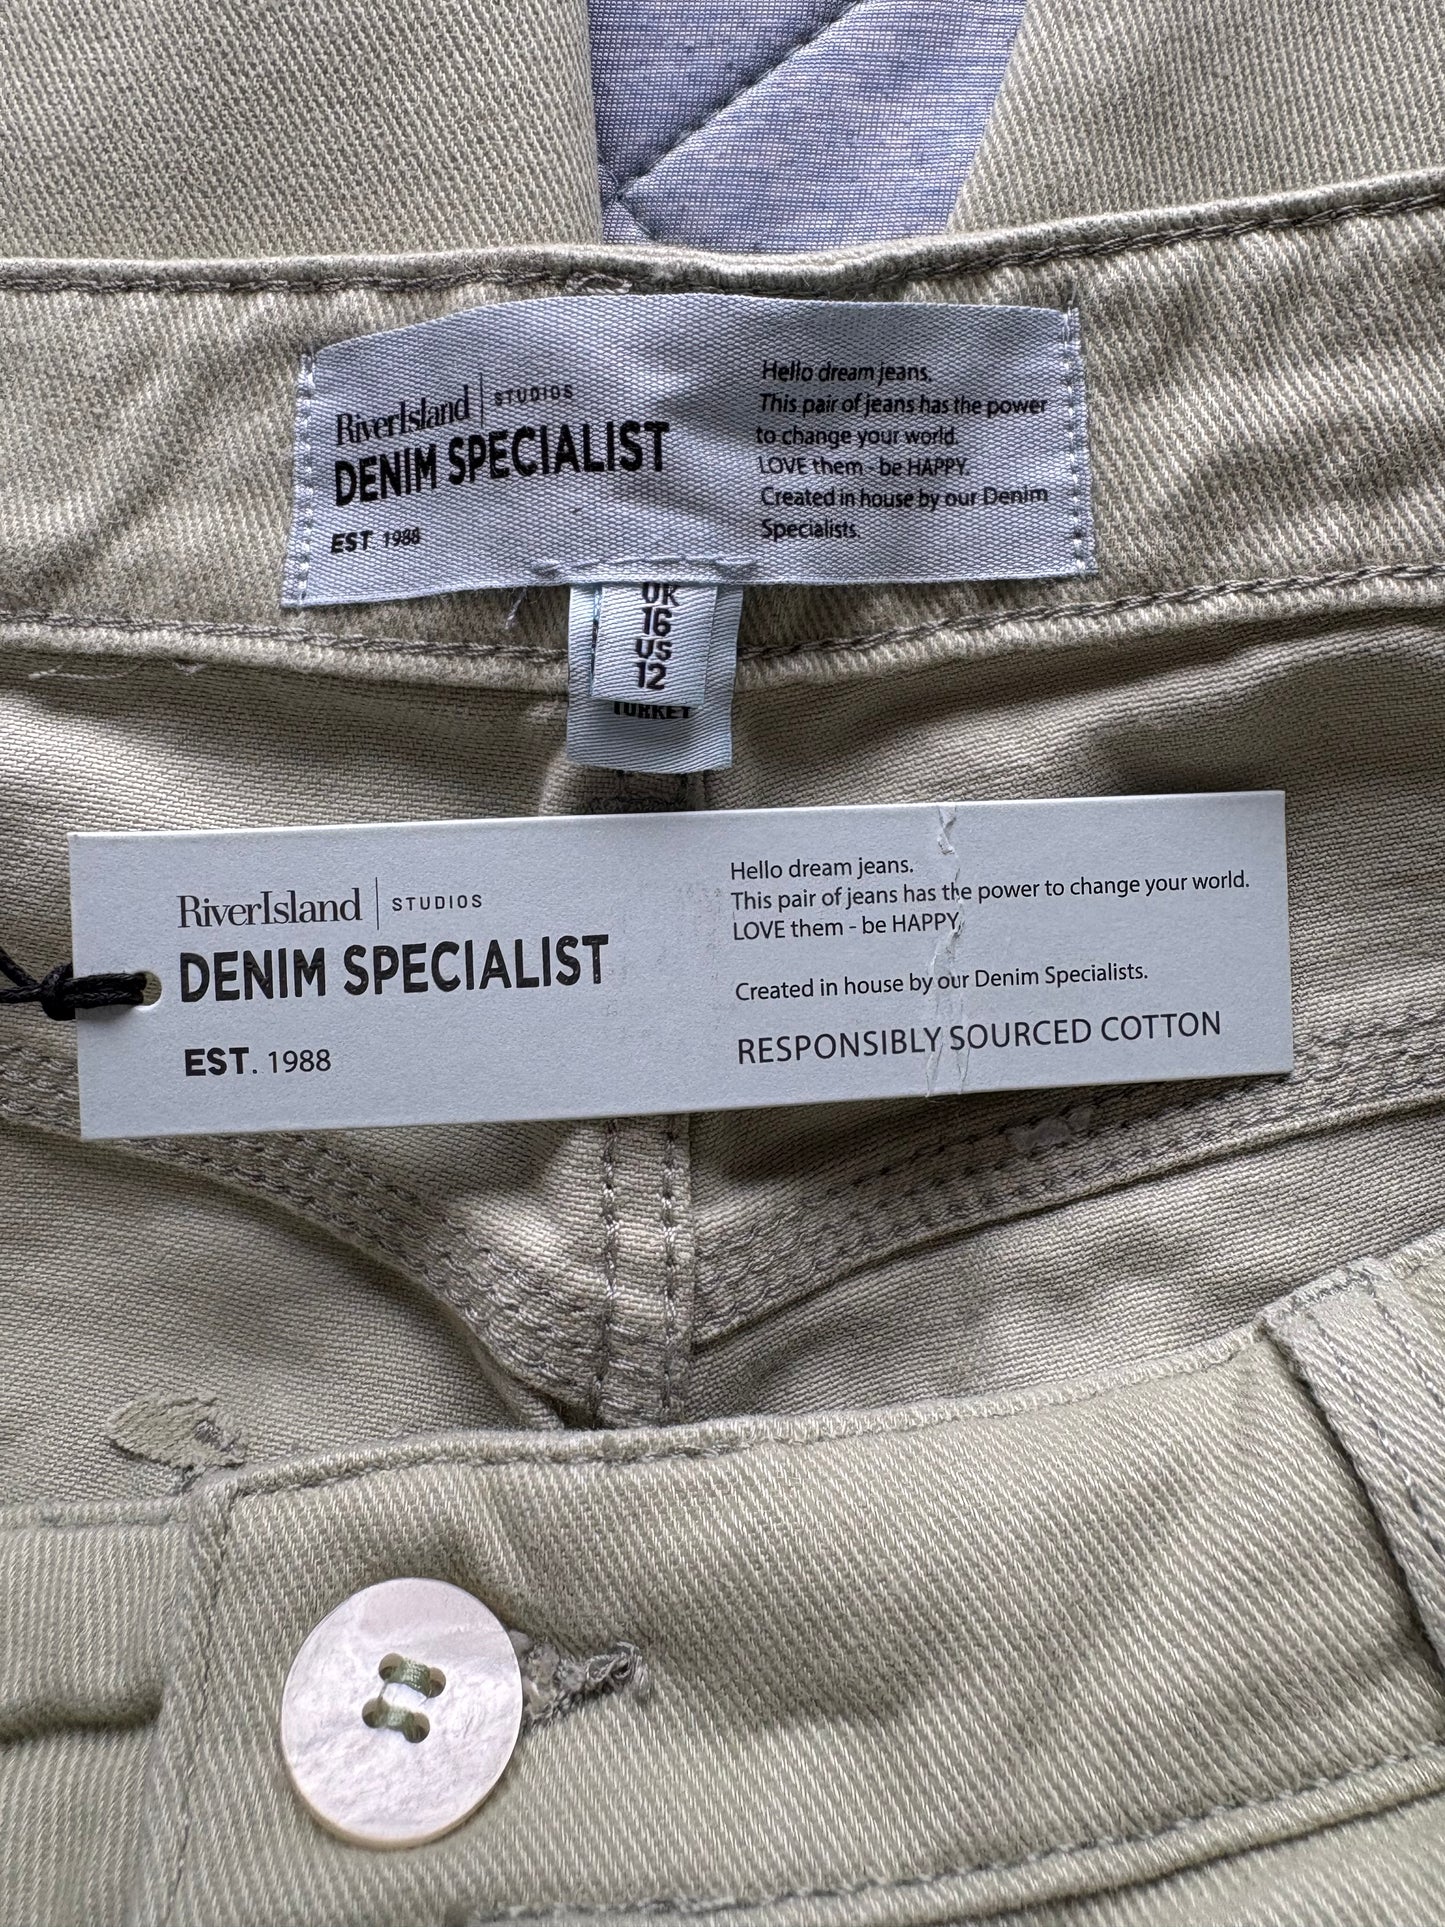 RiverIsland | STUDIOS
DENIM SPECIALIST
EST. 1988
Hello dream jeans.
This pair of jeans has the power
to change your world.
LOVE them - be HAPPY.
Created in house by our Denim
Specialists.
UK
16
US
12
TURKEY
RiverIsland | STUDIOS
DENIM SPECIALIST
EST. 1988
Hello dream jeans.
This pair of jeans has the power to change your world.
LOVE them - be HAPPY.
Created in house by our Denim Specialists.
RESPONSIBLY SOURCED COTTON